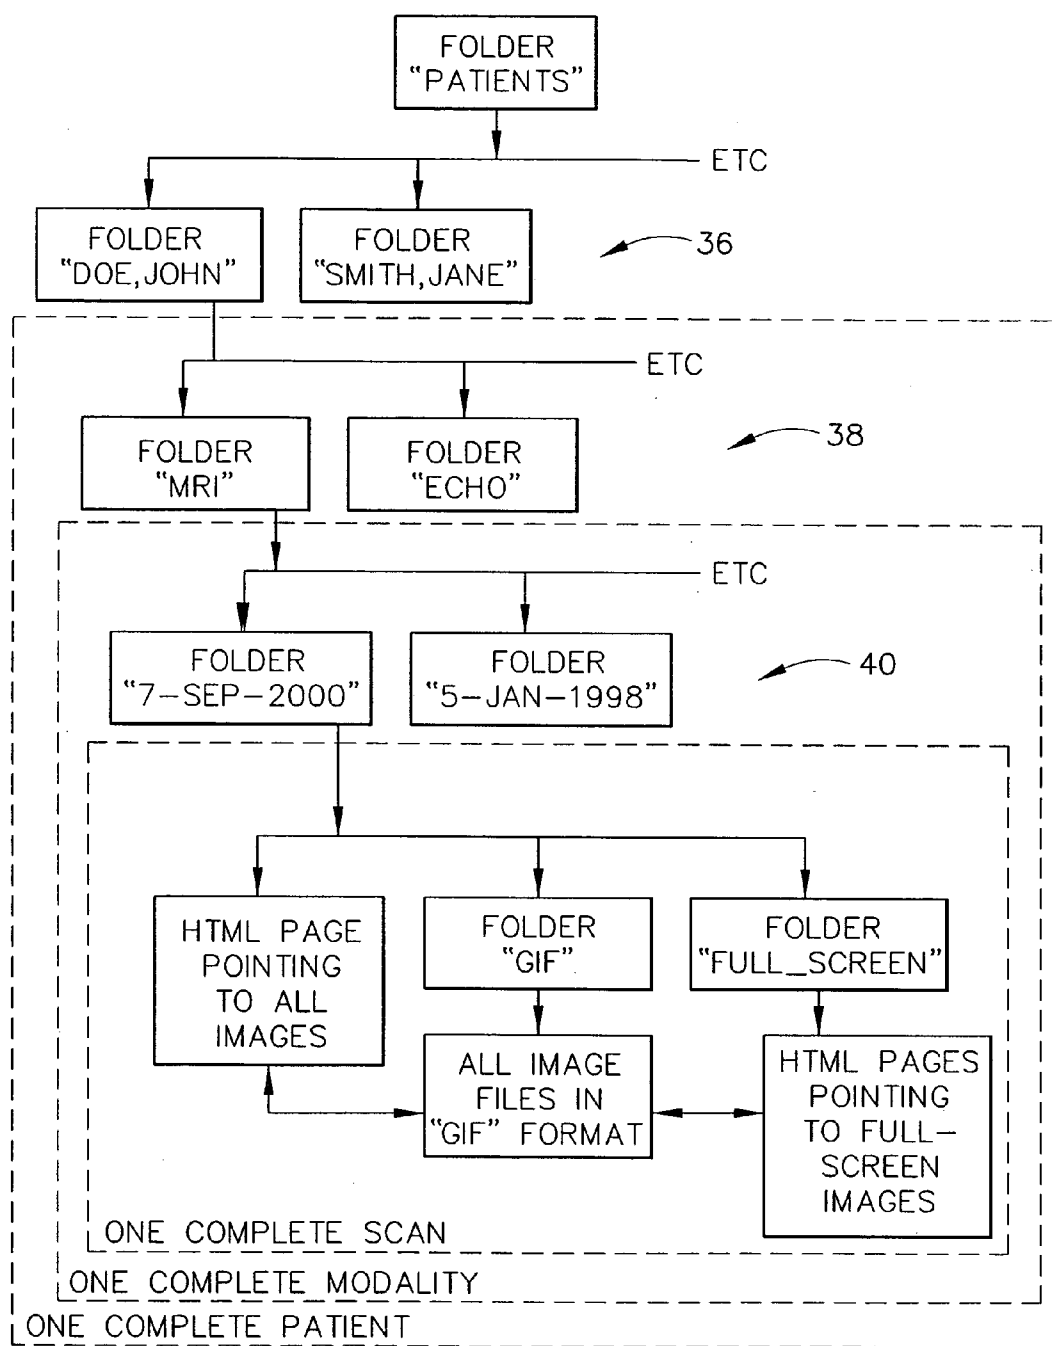 FOLDER
"PATIENTS"
ETC
FOLDER
"DOE,JOHN"
FOLDER
"SMITH,JANE"
36
ETC
FOLDER
"MRI"
FOLDER
"ECHO"
38
ETC
FOLDER
"7-SEP-2000"
FOLDER
"5-JAN-1998"
40
HTML PAGE
POINTING
TO ALL
IMAGES
FOLDER
"GIF"
FOLDER
"FULL_SCREEN"
ALL IMAGE
FILES IN
"GIF" FORMAT
HTML PAGES
POINTING
TO FULL-
SCREEN
IMAGES
ONE COMPLETE SCAN
ONE COMPLETE MODALITY
ONE COMPLETE PATIENT